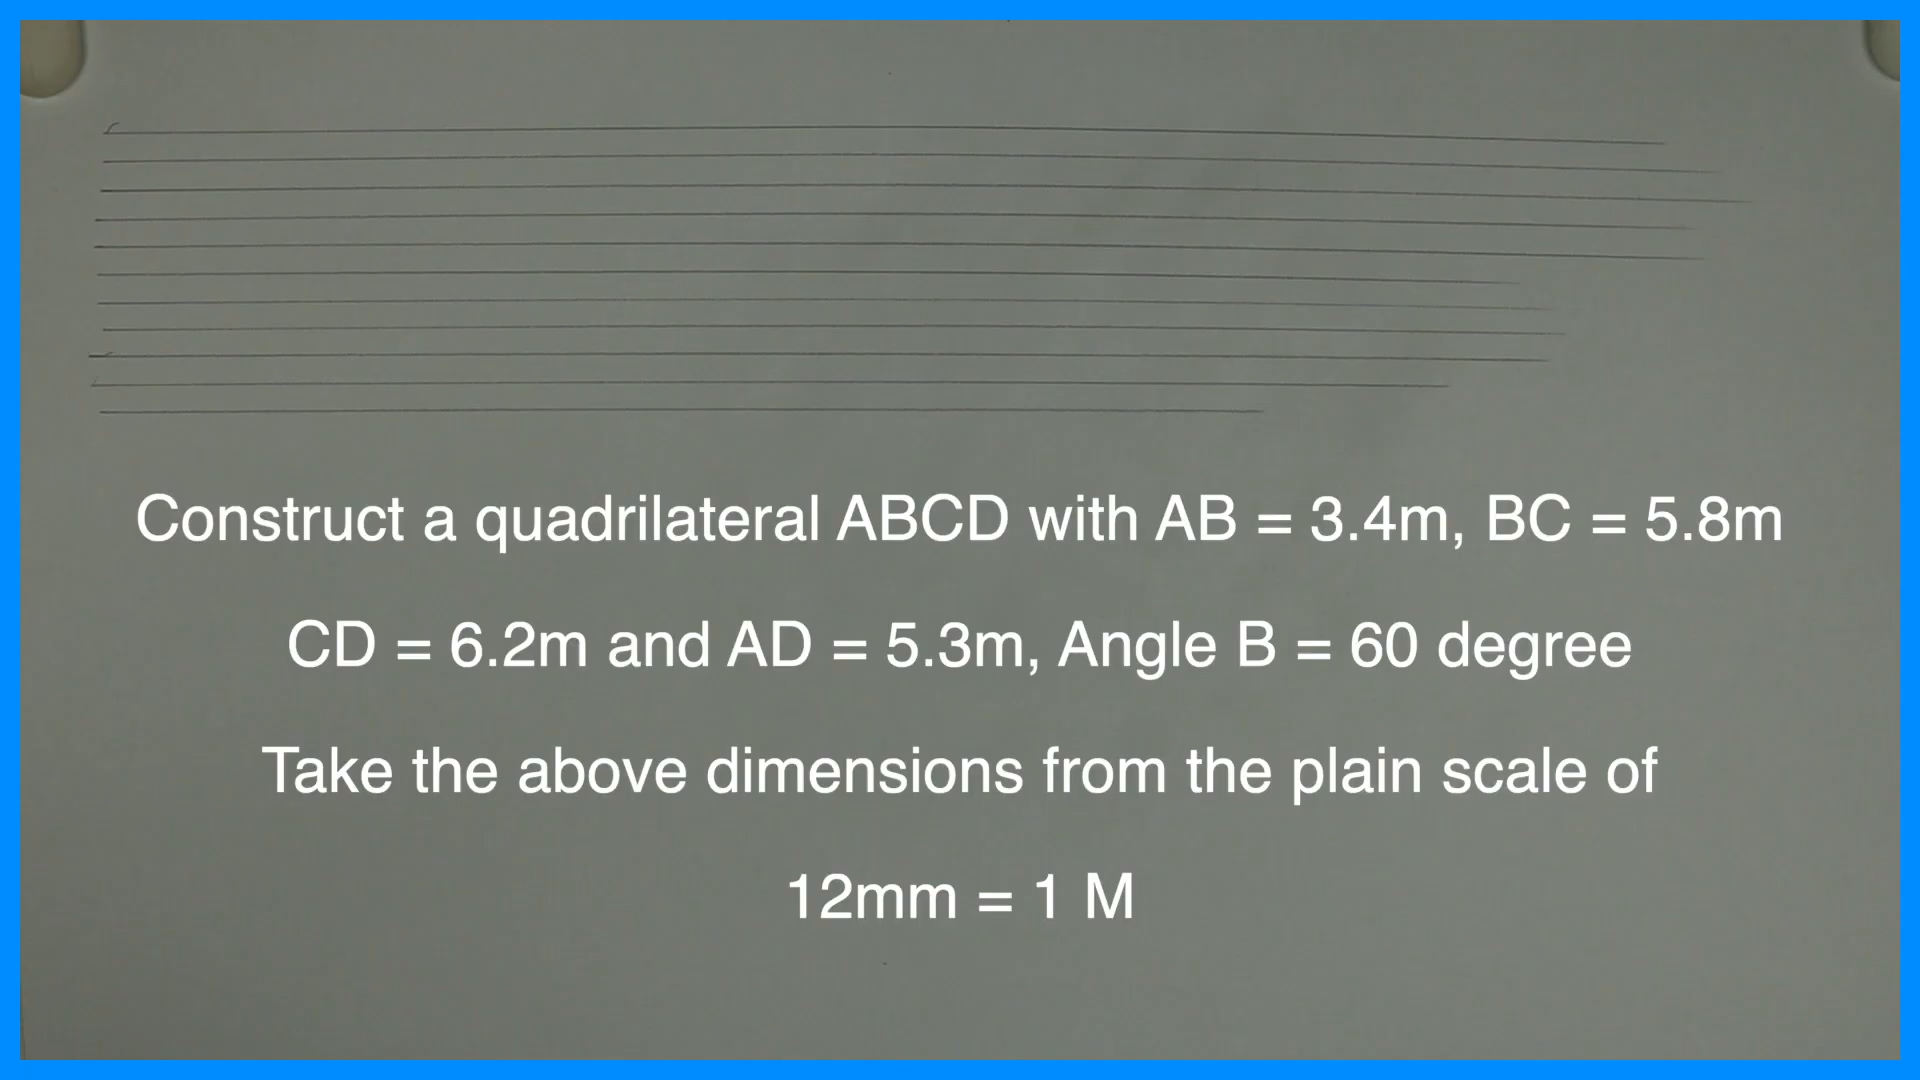 Construct a quadrilateral ABCD with AB = 3.4m, BC = 5.8m
CD = 6.2m and AD = 5.3m, Angle B = 60 degree
Take the above dimensions from the plain scale of
12mm = 1 M